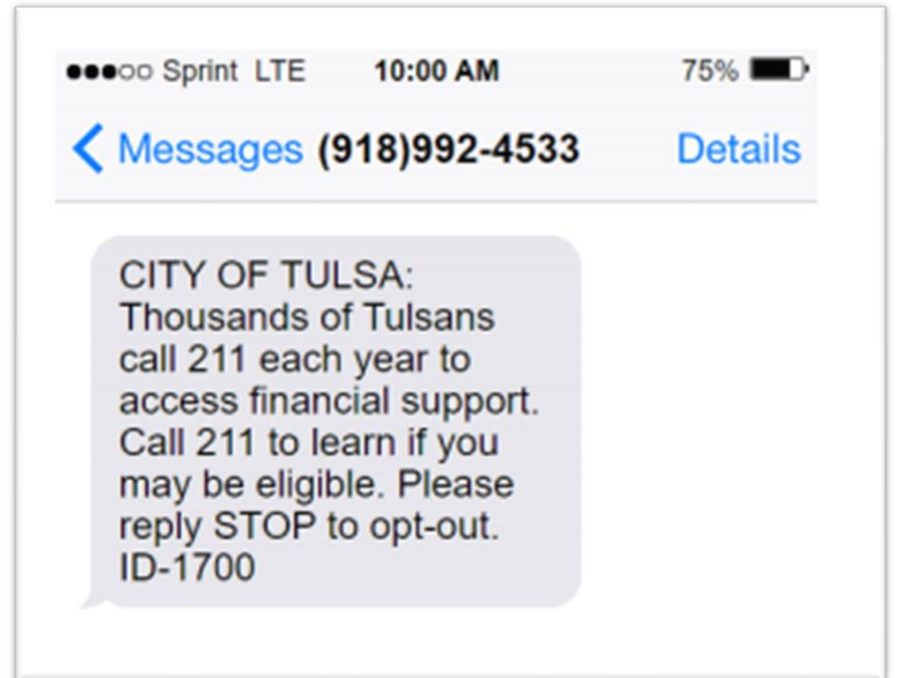 Sprint LTE 10:00 AM 75%
Messages (918)992-4533 Details
CITY OF TULSA:
Thousands of Tulsans
call 211 each year to
access financial support.
Call 211 to learn if you
may be eligible. Please
reply STOP to opt-out.
ID-1700